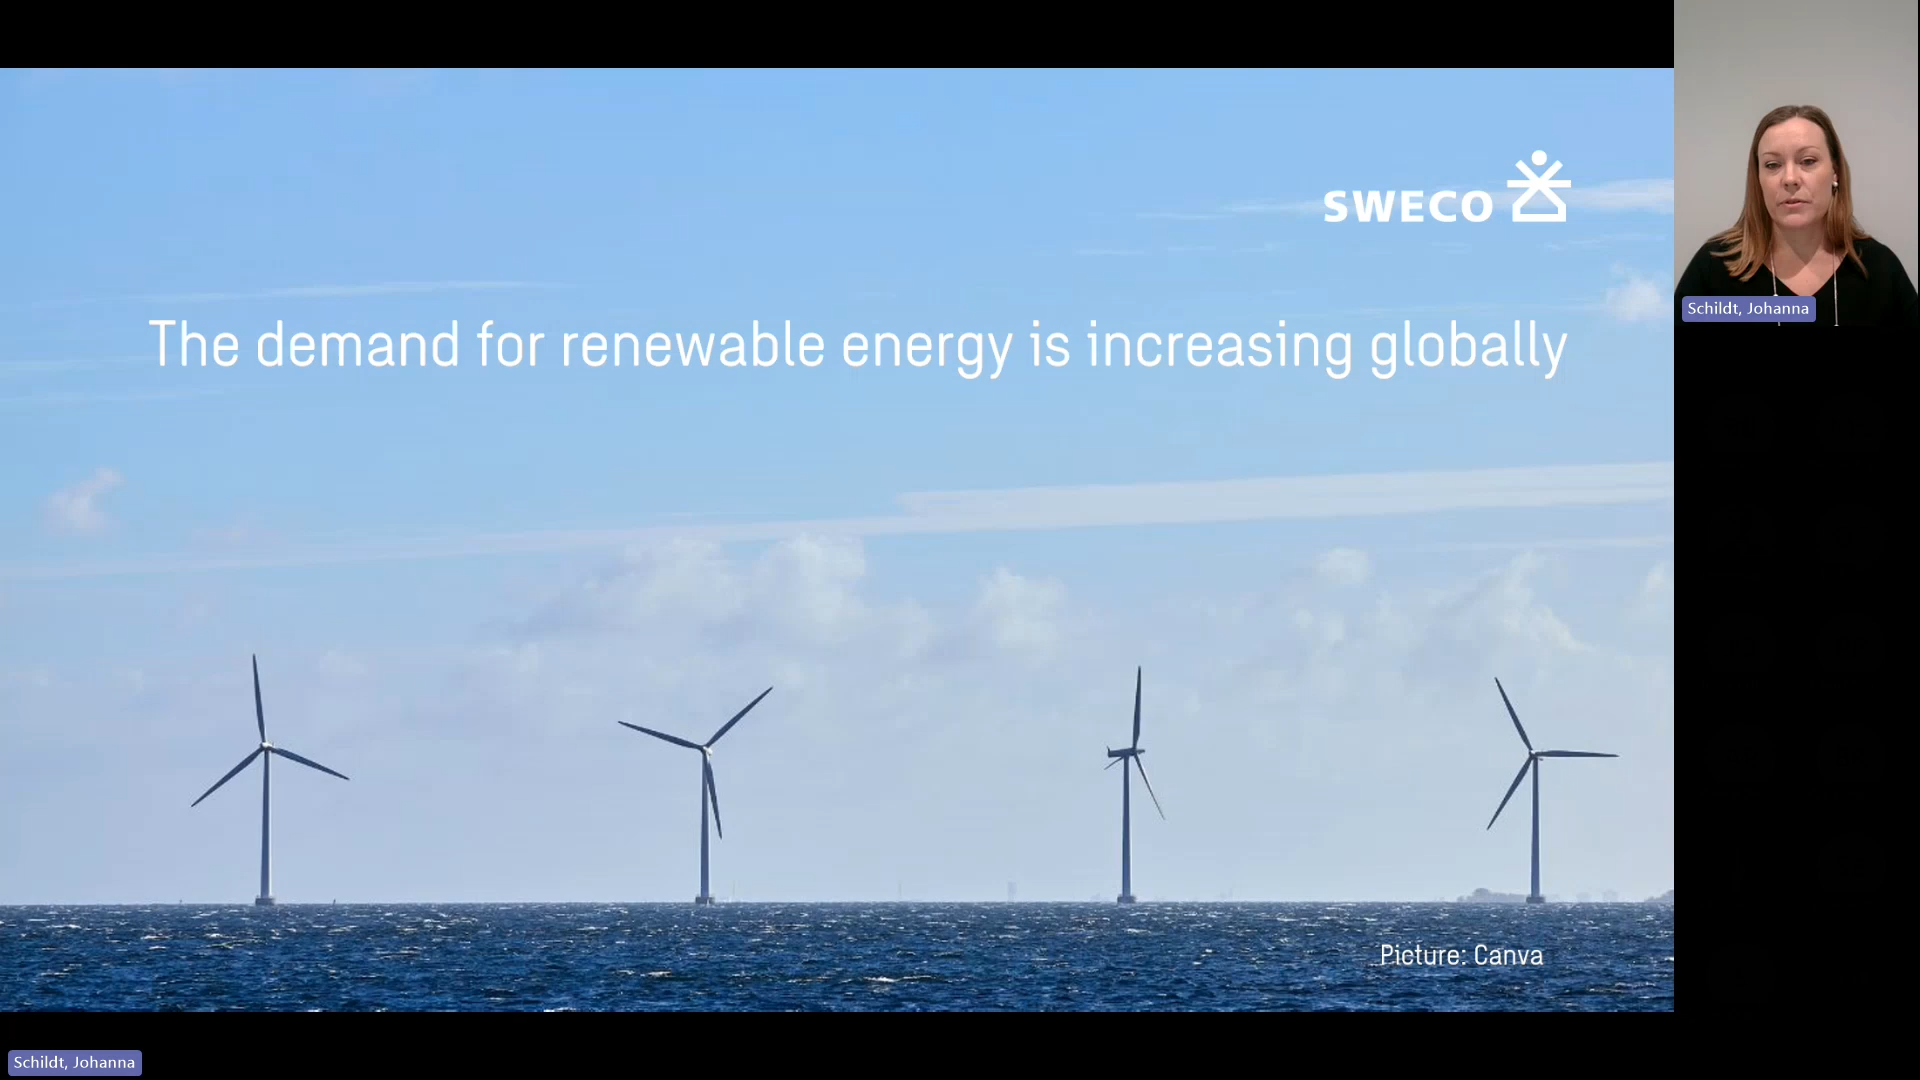 SWECO
The demand for renewable energy is increasing globally
Picture: Canva
Schildt, Johanna
Schildt, Johanna